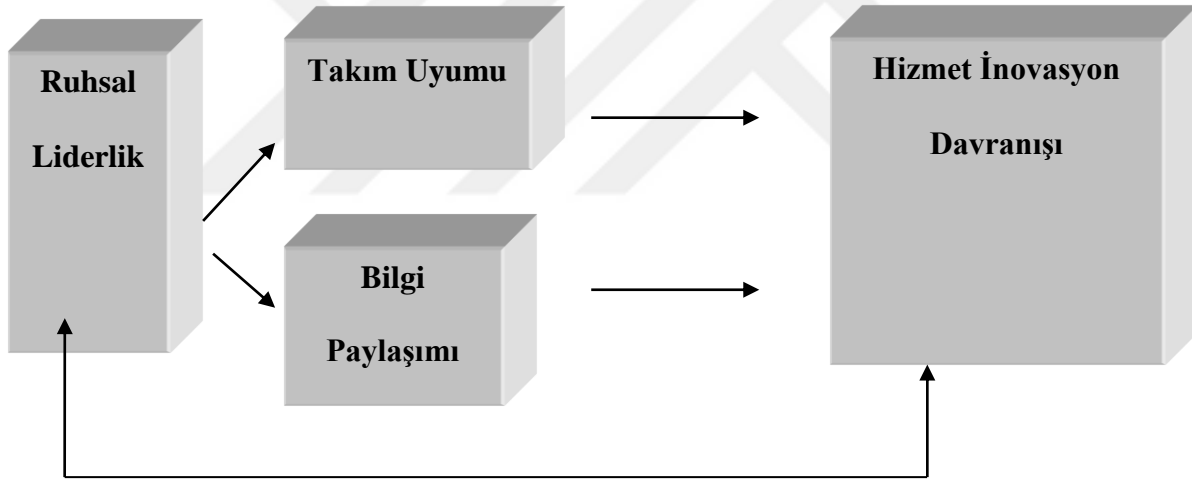 Ruhsal
Liderlik
Takım Uyumu
Bilgi
Paylaşımı
Hizmet İnovasyon
Davranışı